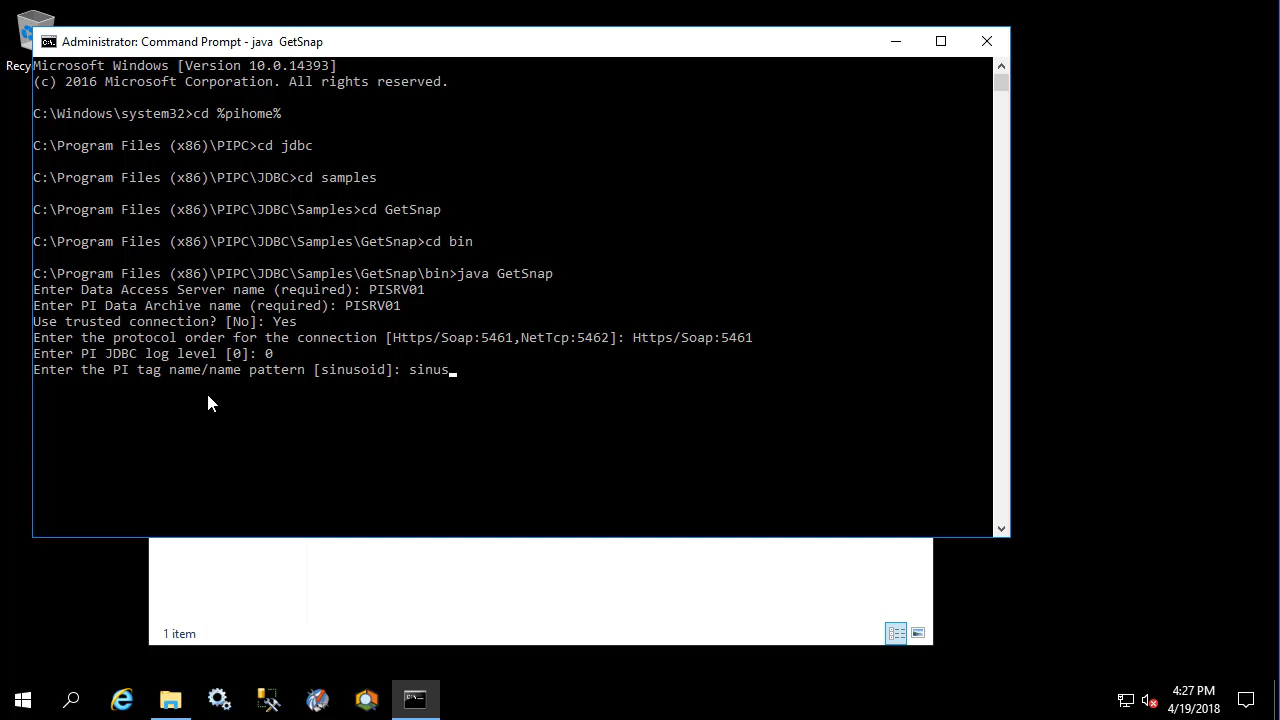 Recy
Administrator: Command Prompt - java  GetSnap
Microsoft Windows [Version 10.0.14393]
(c) 2016 Microsoft Corporation. All rights reserved.
C:\Windows\system32>cd %pihome%
C:\Program Files (x86)\PIPC>cd jdbc
C:\Program Files (x86)\PIPC\JDBC>cd samples
C:\Program Files (x86)\PIPC\JDBC\Samples>cd GetSnap
C:\Program Files (x86)\PIPC\JDBC\Samples\GetSnap>cd bin
C:\Program Files (x86)\PIPC\JDBC\Samples\GetSnap\bin>java GetSnap
Enter Data Access Server name (required): PISRV01
Enter PI Data Archive name (required): PISRV01
Use trusted connection? [No]: Yes
Enter the protocol order for the connection [Https/Soap:5461,NetTcp:5462]: Https/Soap:5461
Enter PI JDBC log level [0]: 0
Enter the PI tag name/name pattern [sinusoid]: sinus
1 item
4:27 PM
4/19/2018